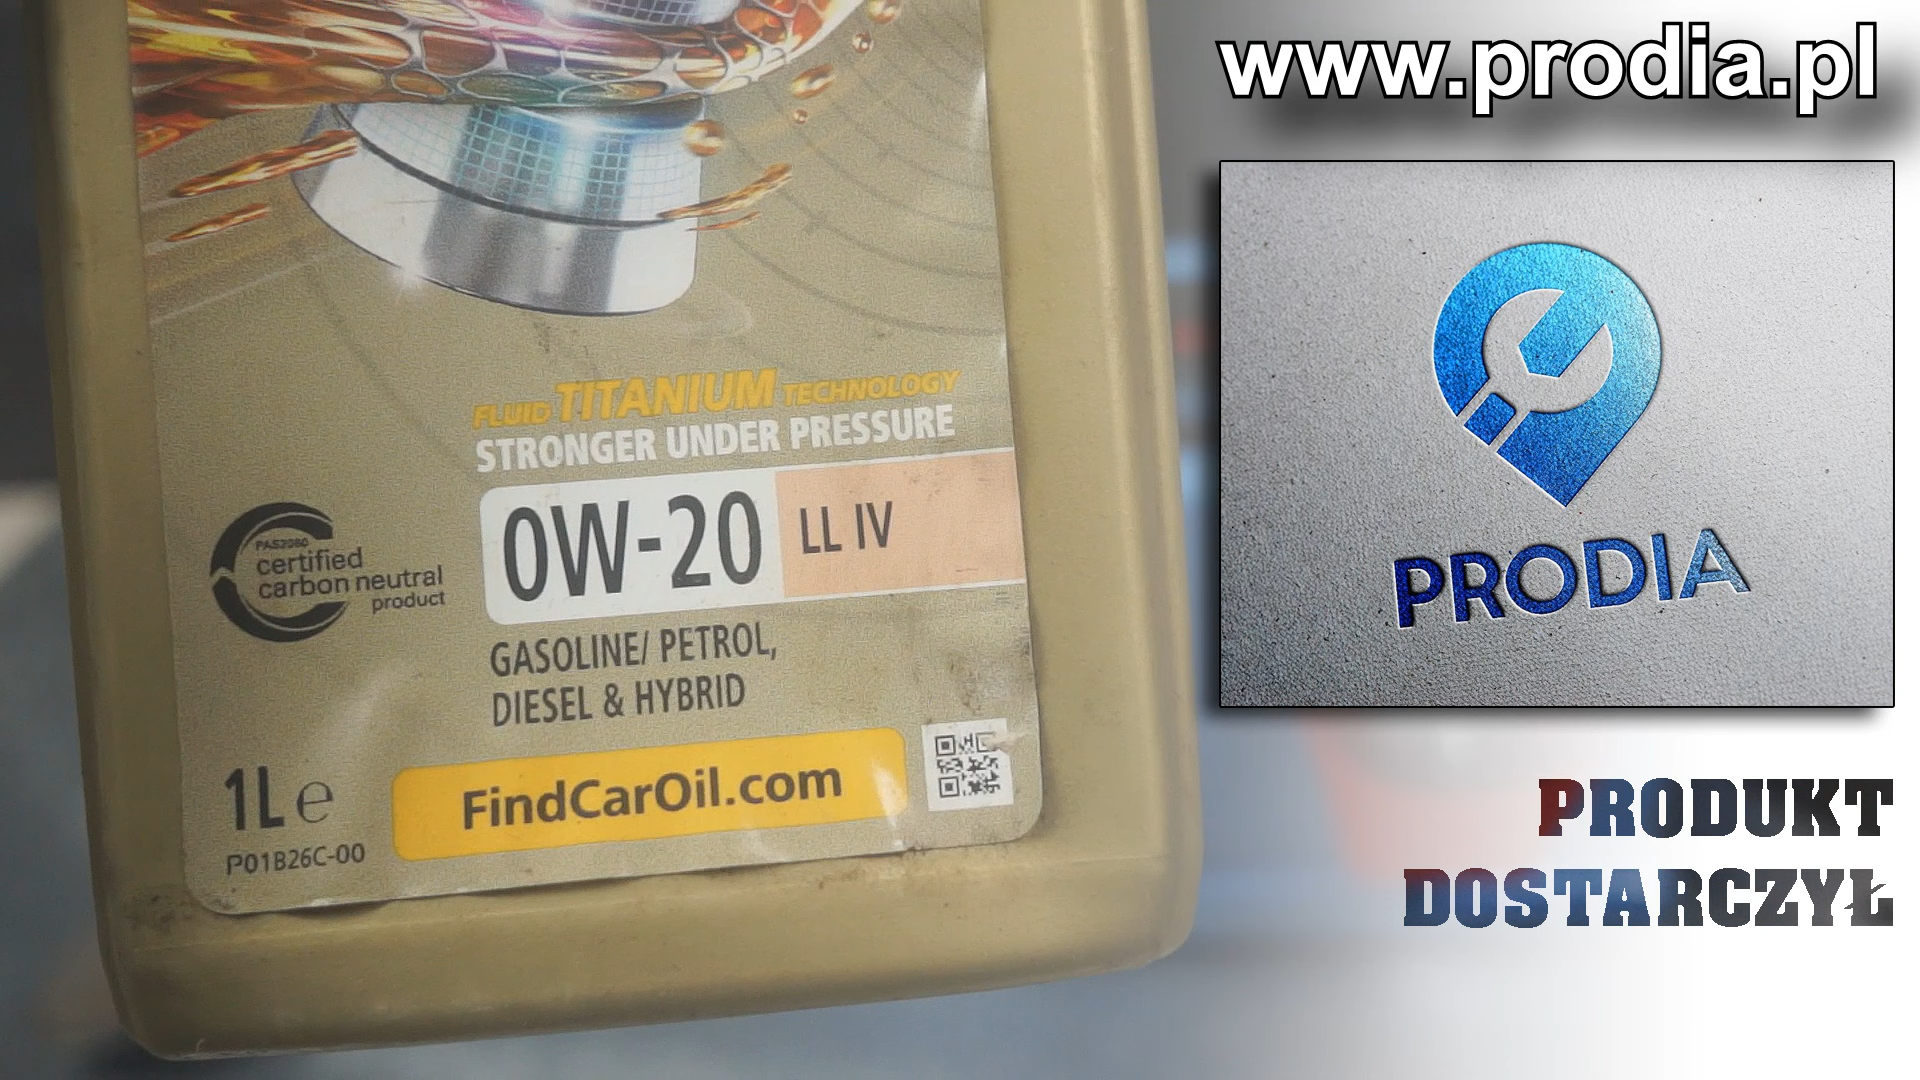 FLUID TITANIUM TECHNOLOGY
STRONGER UNDER PRESSURE
0W-20 LL IV
PAS2060
certified
carbon neutral
product
GASOLINE/ PETROL,
DIESEL & HYBRID
1L e
FindCarOil.com
P01B26C-00
www.prodia.pl
PRODIA
PRODUKT
DOSTARCZYŁ